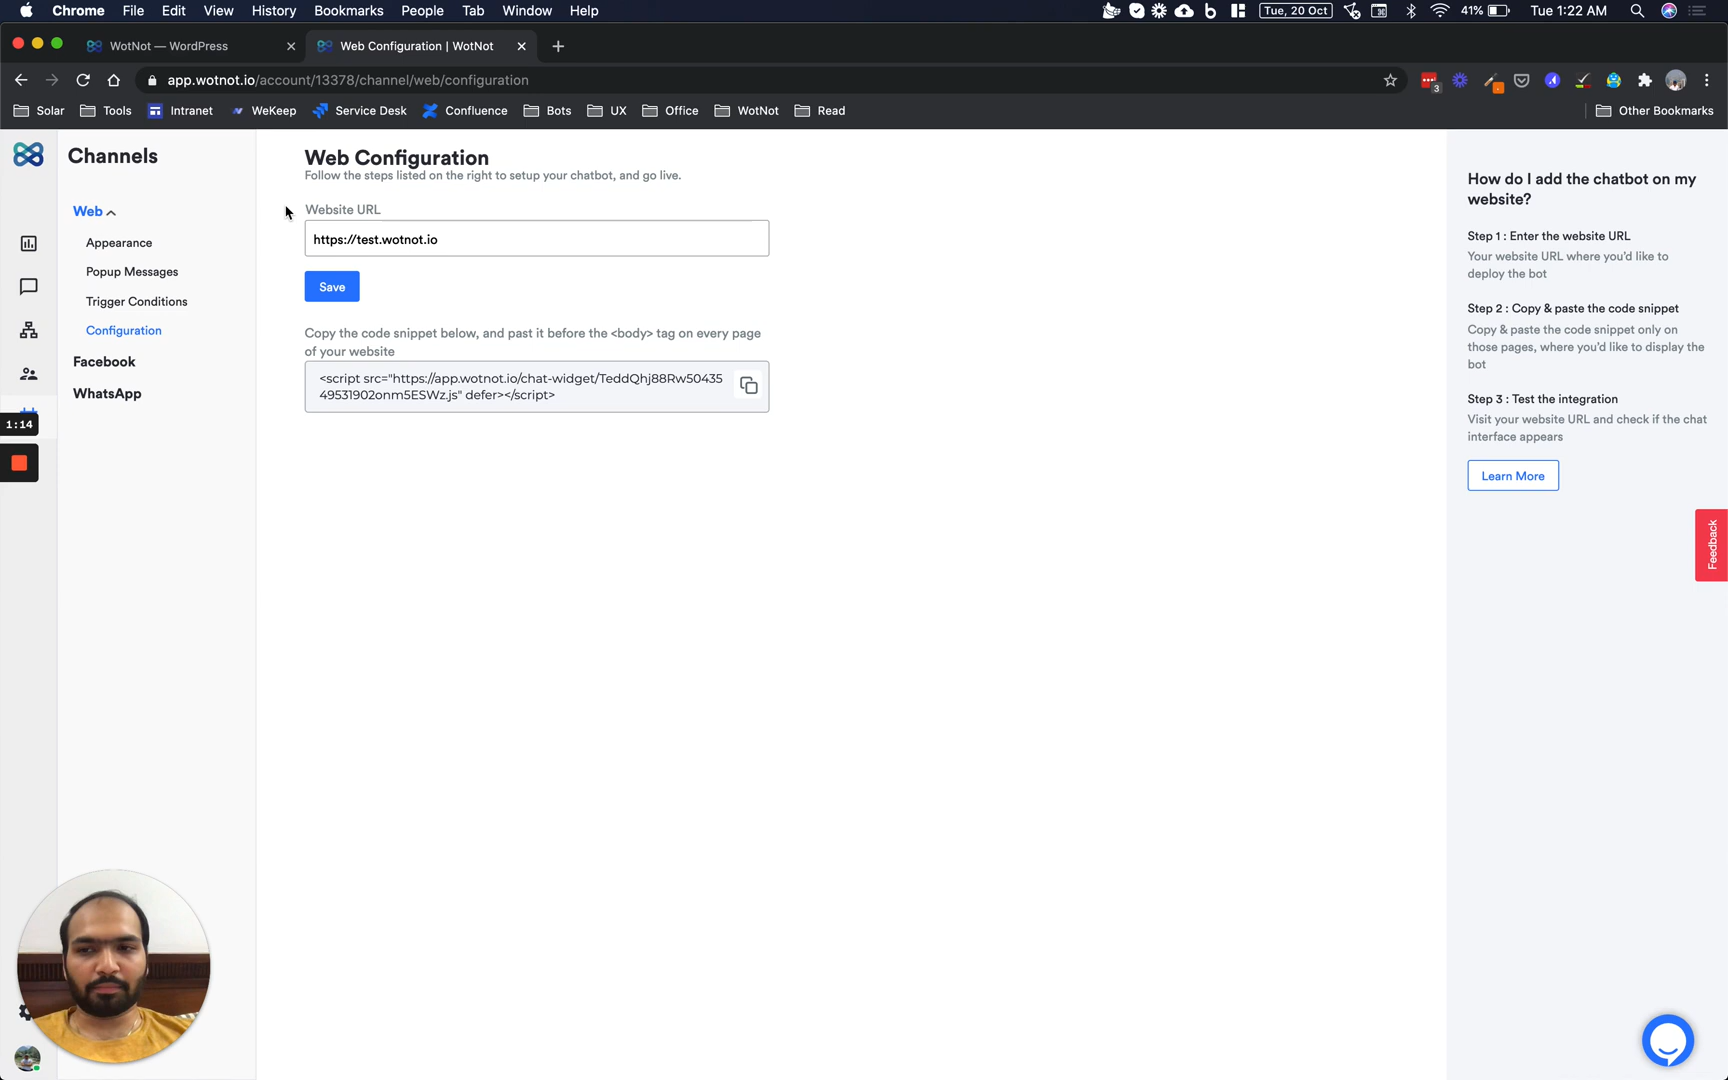 Chrome File Edit View History Bookmarks People Tab Window Help
Tue, 20 Oct 41% Tue 1:22 AM
WotNot — WordPress
Web Configuration | WotNot
app.wotnot.io/account/13378/channel/web/configuration
3
Solar Tools Intranet WeKeep Service Desk Confluence Bots UX Office WotNot Read Other Bookmarks
Channels
Web
Appearance
Popup Messages
Trigger Conditions
Configuration
Facebook
WhatsApp
1:14
Web Configuration
Follow the steps listed on the right to setup your chatbot, and go live.
Website URL
https://test.wotnot.io
Save
Copy the code snippet below, and past it before the <body> tag on every page
of your website
<script src="https://app.wotnot.io/chat-widget/TeddQhj88Rw50435
49531902onm5ESWz.js" defer></script>
How do I add the chatbot on my
website?
Step 1 : Enter the website URL
Your website URL where you'd like to
deploy the bot
Step 2 : Copy & paste the code snippet
Copy & paste the code snippet only on
those pages, where you'd like to display the
bot
Step 3 : Test the integration
Visit your website URL and check if the chat
interface appears
Learn More
Feedback